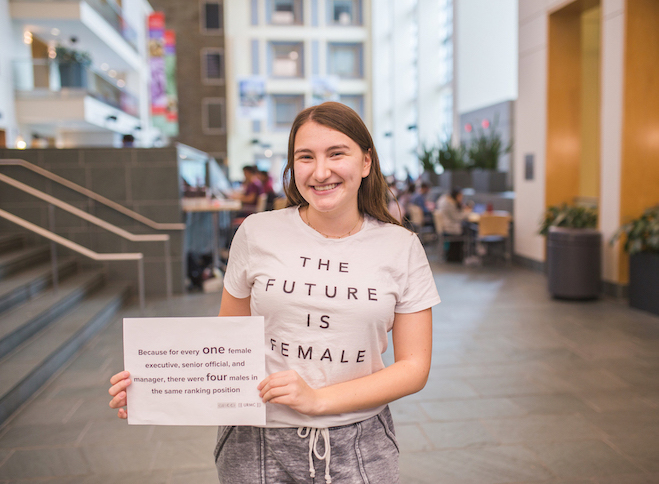 THE
FUTURE
IS
FEMALE
Because for every one female
executive, senior official, and
manager, there were four males in
the same ranking position